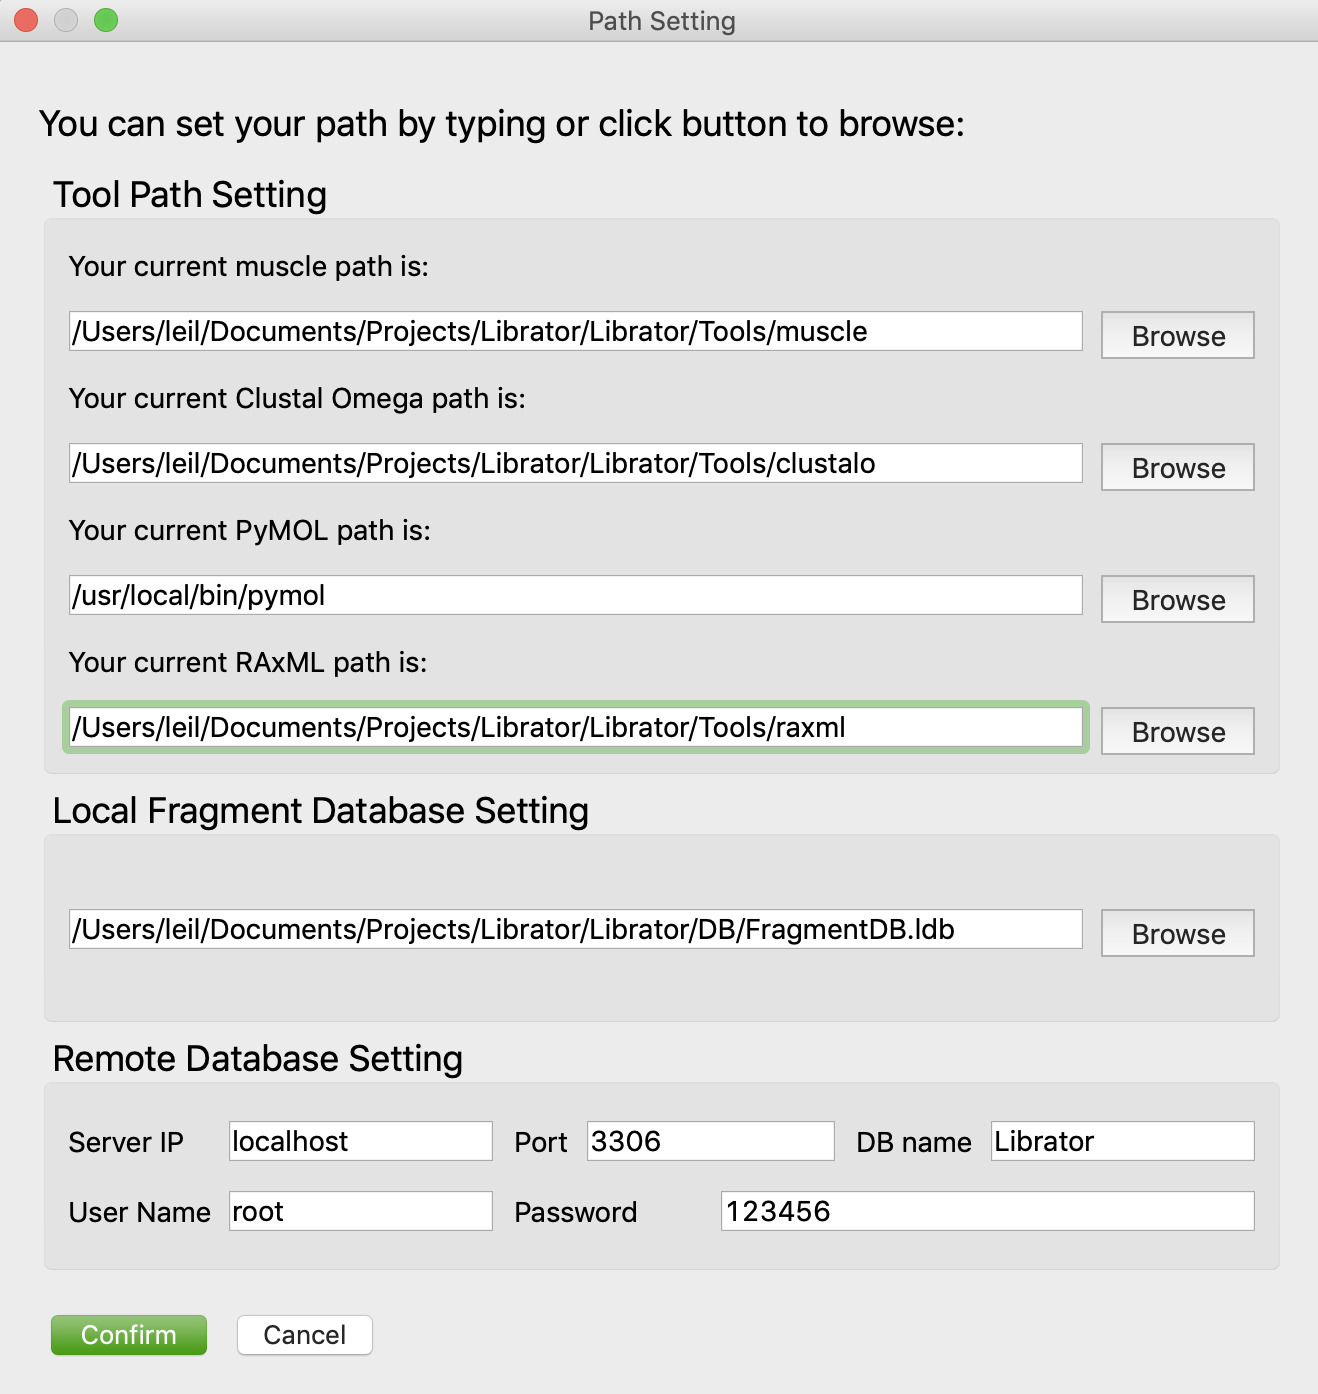 Path Setting
You can set your path by typing or click button to browse:
Tool Path Setting
Your current muscle path is:
/Users/leil/Documents/Projects/Librator/Librator/Tools/muscle
Browse
Your current Clustal Omega path is:
/Users/leil/Documents/Projects/Librator/Librator/Tools/clustalo
Browse
Your current PyMOL path is:
/usr/local/bin/pymol
Browse
Your current RAxML path is:
/Users/leil/Documents/Projects/Librator/Librator/Tools/raxml
Browse
Local Fragment Database Setting
/Users/leil/Documents/Projects/Librator/Librator/DB/FragmentDB.ldb
Browse
Remote Database Setting
Server IP localhost Port 3306 DB name Librator
User Name root Password 123456
Confirm Cancel